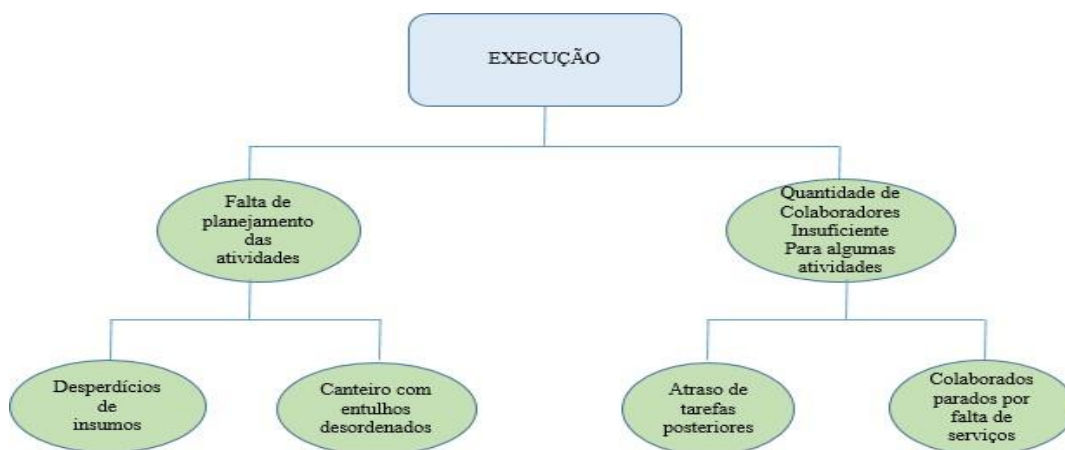 EXECUÇÃO
Falta de
planejamento
das
atividades
Quantidade de
Colaboradores
Insuficiente
Para algumas
atividades
Desperdícios
de
insumos
Canteiro com
entulhos
desordenados
Atraso de
tarefas
posteriores
Colaborados
parados por
falta de
serviços